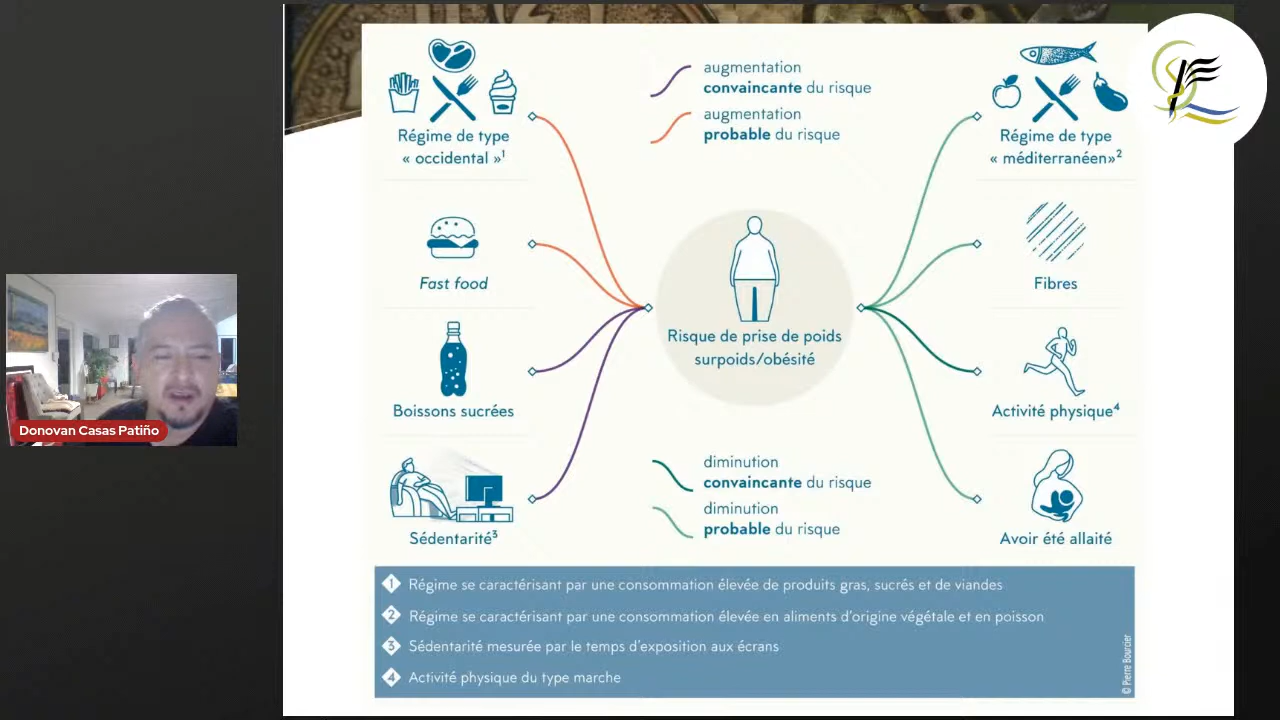 augmentation
convaincante du risque
augmentation
probable du risque
Régime de type
« occidental »¹
Régime de type
« méditerranéen»²
Fast food
Fibres
Risque de prise de poids
surpoids/obésité
Boissons sucrées
Activité physique⁴
Donovan Casas Patiño
diminution
convaincante du risque
diminution
probable du risque
Sédentarité³
Avoir été allaité
1 Régime se caractérisant par une consommation élevée de produits gras, sucrés et de viandes
2 Régime se caractérisant par une consommation élevée en aliments d'origine végétale et en poisson
3 Sédentarité mesurée par le temps d'exposition aux écrans
4 Activité physique du type marche
© Pierre Bourcier